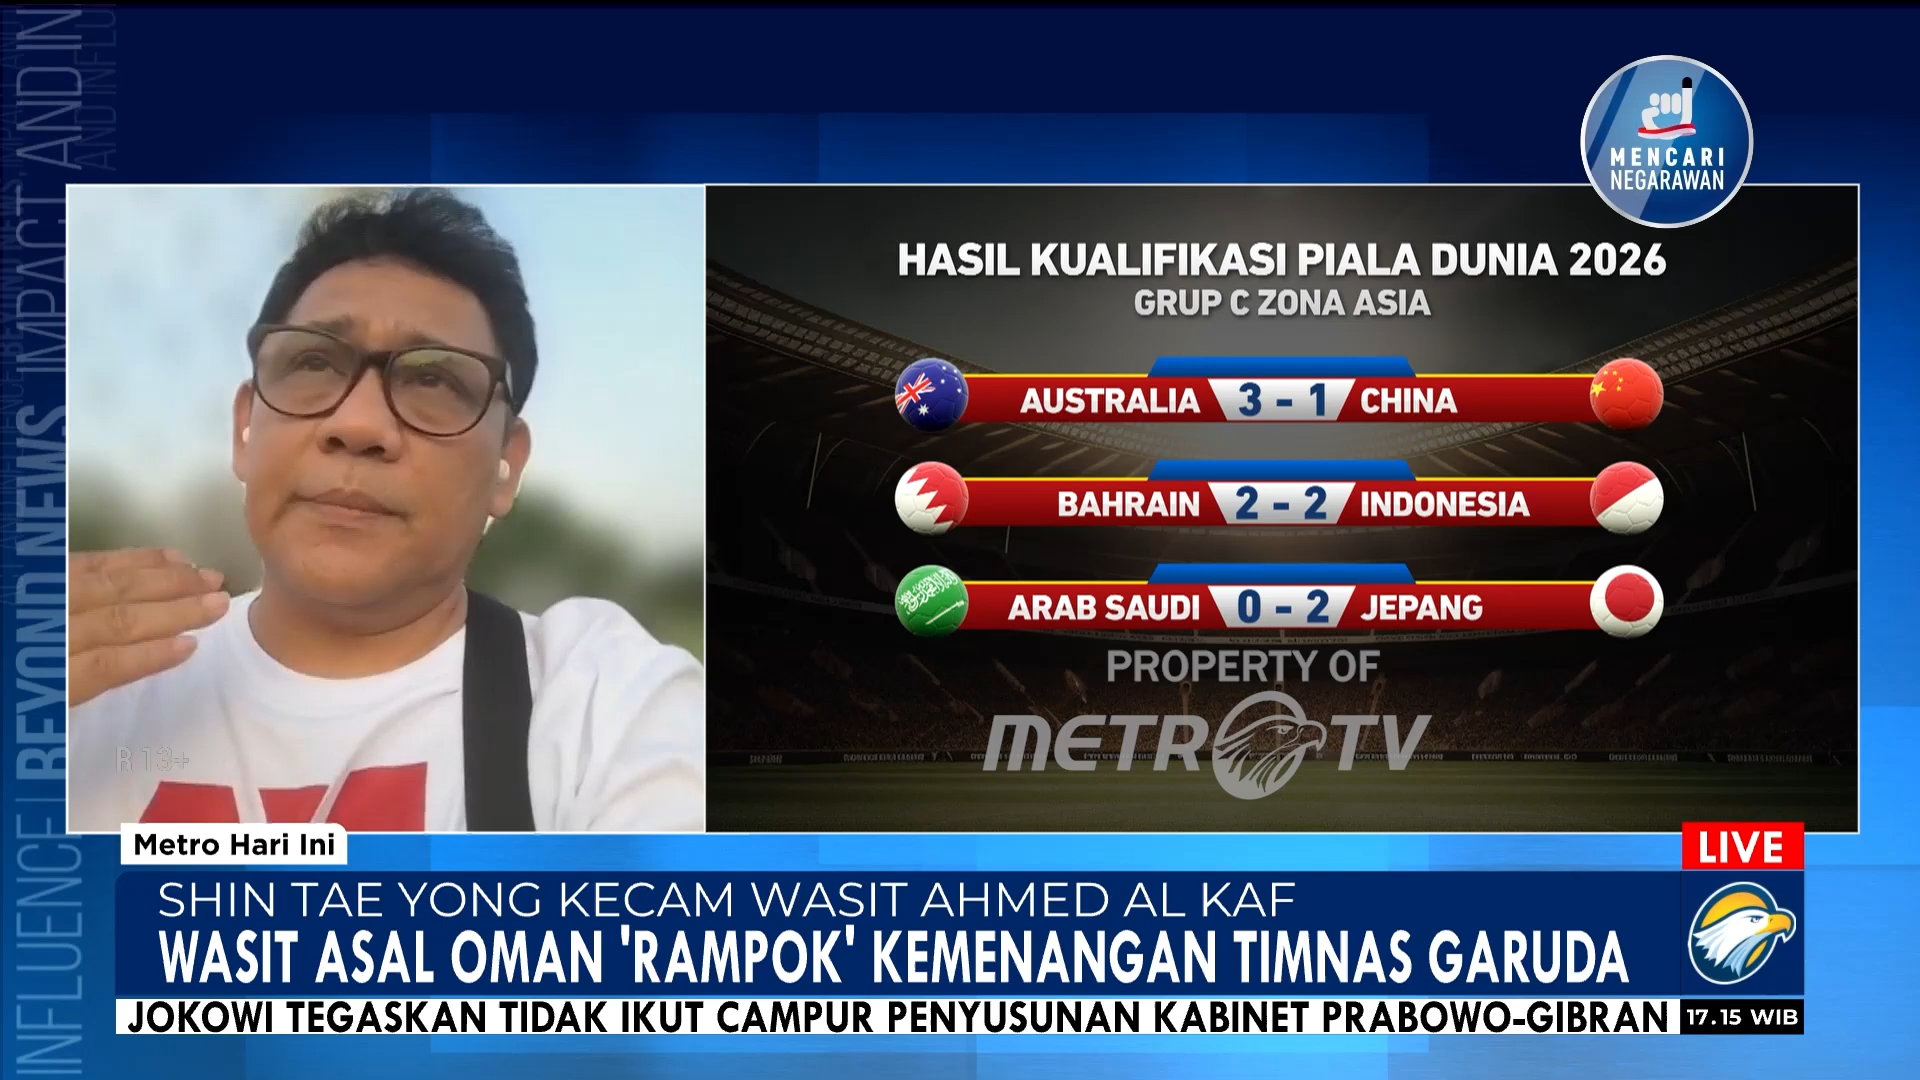 MENCARI
NEGARAWAN
HASIL KUALIFIKASI PIALA DUNIA 2026
GRUP C ZONA ASIA
AUSTRALIA 3 - 1 CHINA
BAHRAIN 2 - 2 INDONESIA
ARAB SAUDI 0 - 2 JEPANG
PROPERTY OF
METRO TV
R 13+
Metro Hari Ini
LIVE
SHIN TAE YONG KECAM WASIT AHMED AL KAF
WASIT ASAL OMAN 'RAMPOK' KEMENANGAN TIMNAS GARUDA
JOKOWI TEGASKAN TIDAK IKUT CAMPUR PENYUSUNAN KABINET PRABOWO-GIBRAN
17.15 WIB
INFLUENCE | BEYOND NEWS IMPACT AND IN
AND INFLU